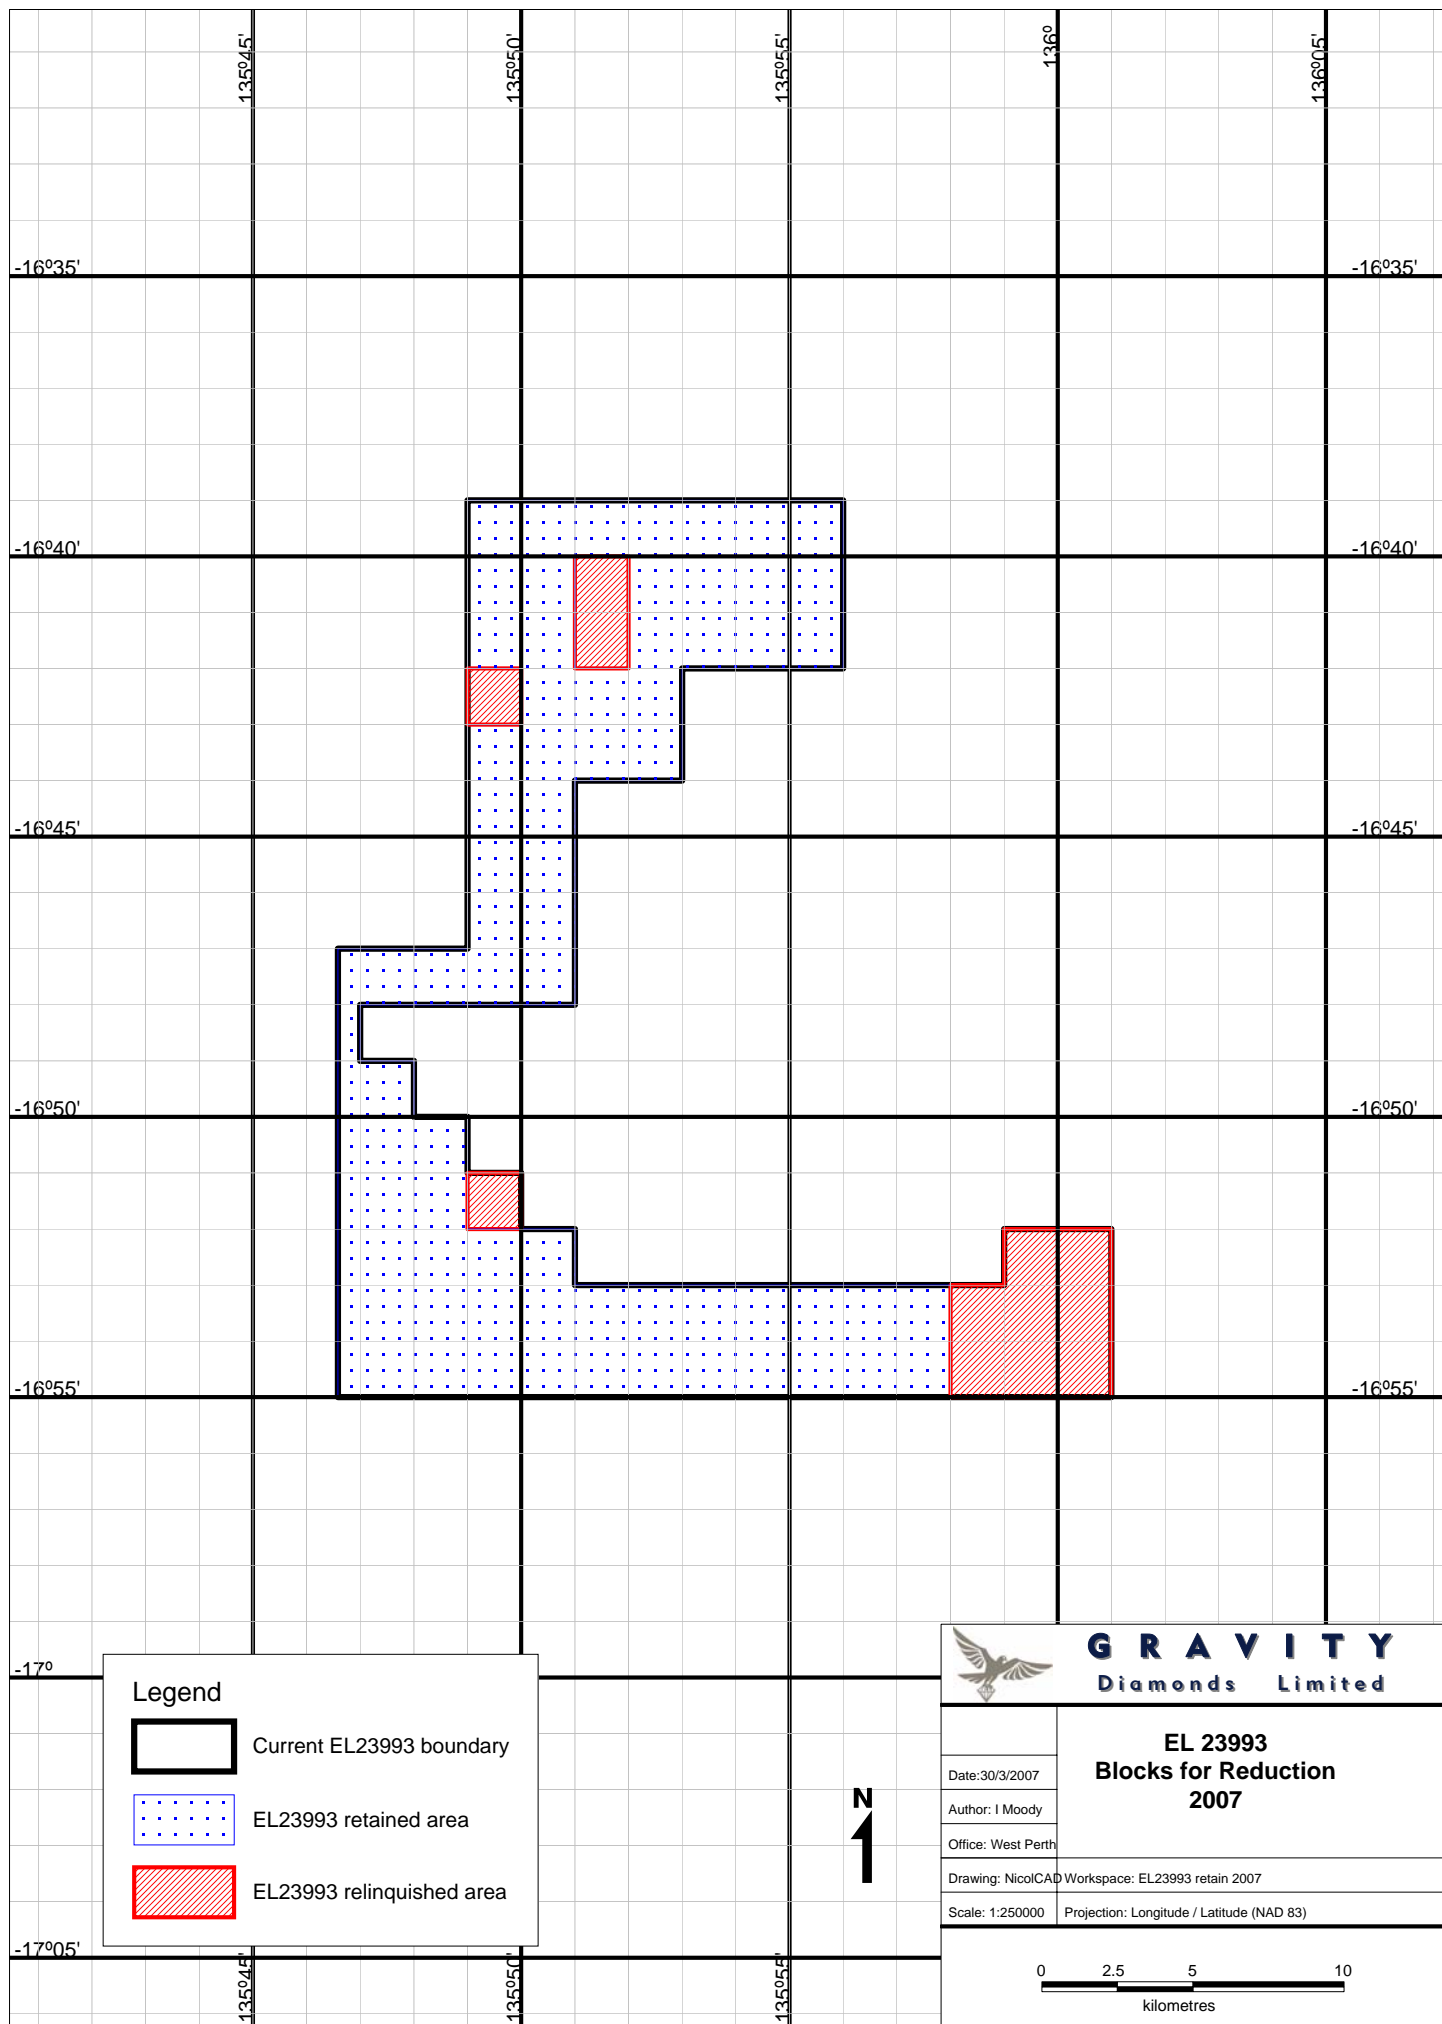 135º45'
135º50'
135º55'
136º
136º05'
-16º35'
-16º35'
-16º40'
-16º40'
-16º45'
-16º45'
-16º50'
-16º50'
-16º55'
-16º55'
-17º
-17º05'
135º45'
135º50'
135º55'
Legend
Current EL23993 boundary
EL23993 retained area
EL23993 relinquished area
N
GRAVITY
Diamonds Limited
EL 23993
Blocks for Reduction
2007
Date:30/3/2007
Author: I Moody
Office: West Perth
Drawing: NicolCAD Workspace: EL23993 retain 2007
Scale: 1:250000 Projection: Longitude / Latitude (NAD 83)
0 2.5 5 10
kilometres